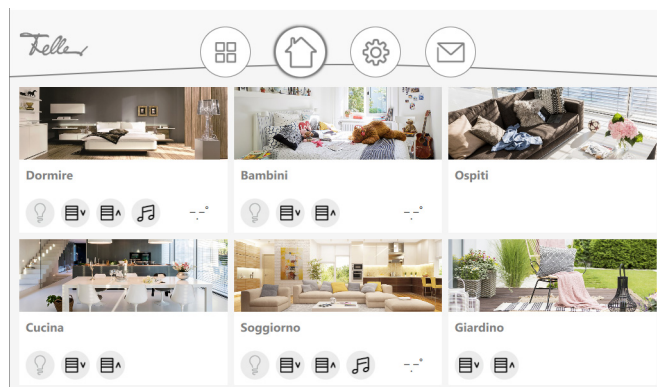 Feller
Dormire
Bambini
Ospiti
-.-°
-.-°
Cucina
Soggiorno
Giardino
-.-°